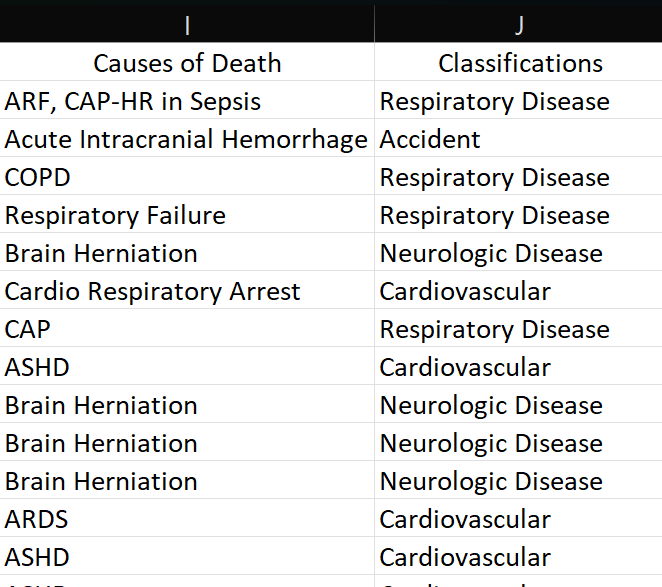 I J
Causes of Death Classifications
ARF, CAP-HR in Sepsis Respiratory Disease
Acute Intracranial Hemorrhage Accident
COPD Respiratory Disease
Respiratory Failure Respiratory Disease
Brain Herniation Neurologic Disease
Cardio Respiratory Arrest Cardiovascular
CAP Respiratory Disease
ASHD Cardiovascular
Brain Herniation Neurologic Disease
Brain Herniation Neurologic Disease
Brain Herniation Neurologic Disease
ARDS Cardiovascular
ASHD Cardiovascular